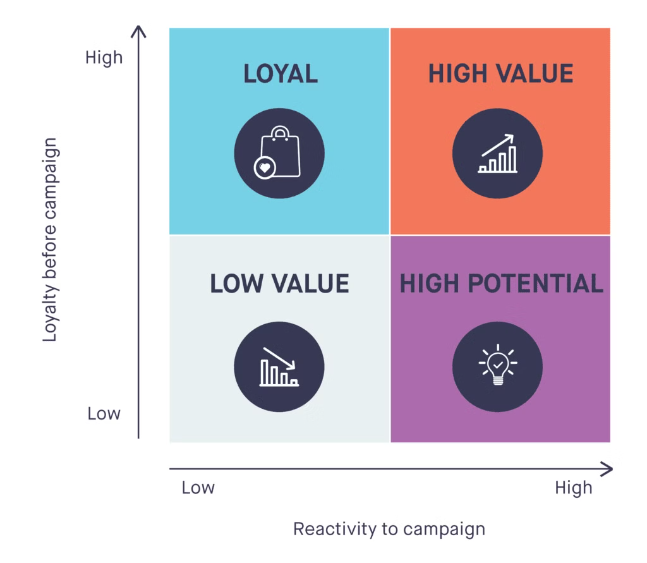 High
LOYAL
HIGH VALUE
Loyalty before campaign
LOW VALUE
HIGH POTENTIAL
Low
Low
High
Reactivity to campaign